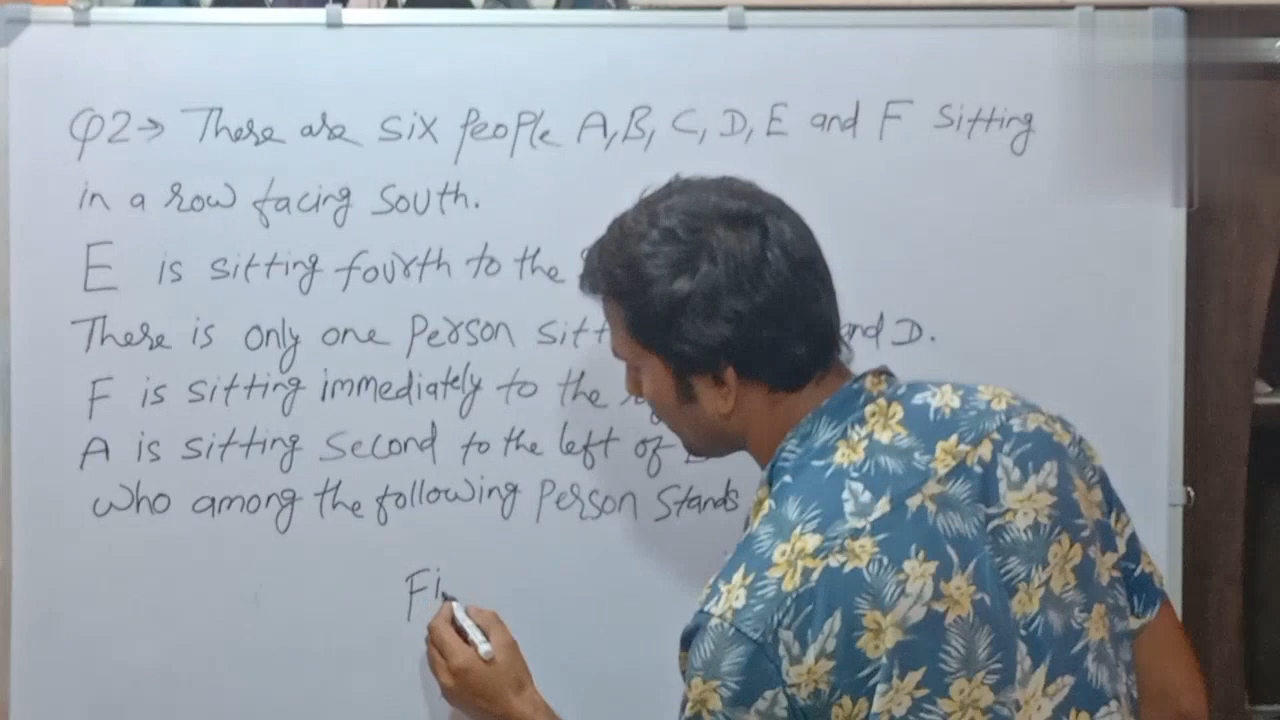 Q2→ There are six people A, B, C, D, E and F sitting
in a row facing South.
E is sitting fourth to the
There is only one Person sitt and D.
F is sitting immediately to the
A is sitting second to the left of
who among the following Person stands
Fi